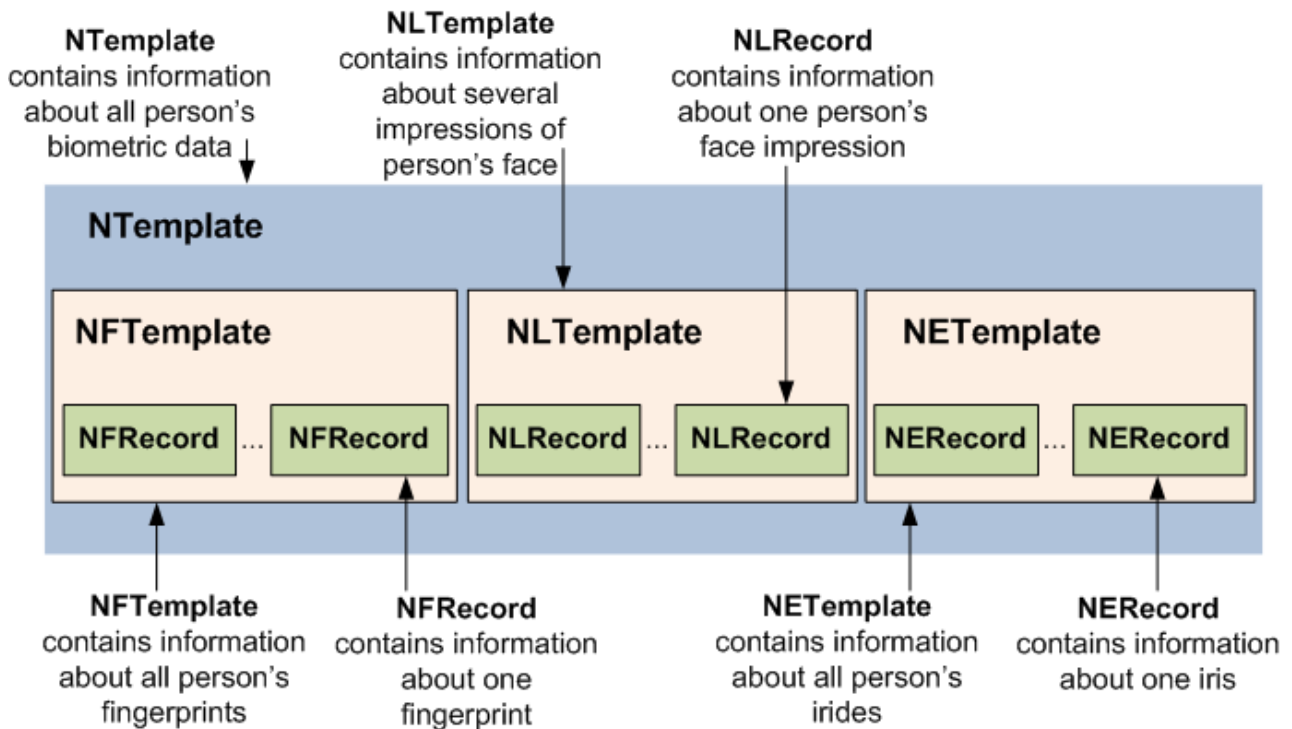 NTemplate
contains information
about all person's
biometric data
NLTemplate
contains information
about several
impressions of
person's face
NLRecord
contains information
about one person's
face impression
NTemplate
NFTemplate
NLTemplate
NETemplate
NFRecord ... NFRecord
NLRecord ... NLRecord
NERecord ... NERecord
NFTemplate
contains information
about all person's
fingerprints
NFRecord
contains information
about one
fingerprint
NETemplate
contains information
about all person's
irides
NERecord
contains information
about one iris